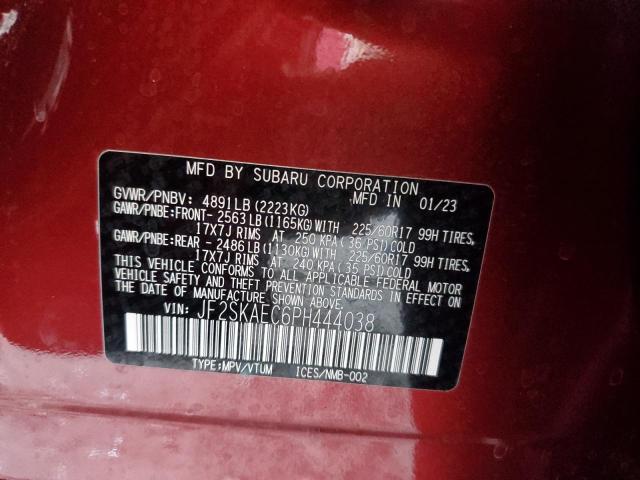 MFD BY SUBARU CORPORATION
GVWR/PNBV: 4891LB (2223KG) MFD IN 01/23
GAWR/PNBE:FRONT- 2563LB(1165KG)WITH 225/60R17 99H TIRES,
17X7J RIMS AT 250 KPA( 36 PSI)COLD
GAWR/PNBE:REAR - 2486LB(1130KG)WITH 225/60R17 99H TIRES,
17X7J RIMS AT 240 KPA( 35 PSI)COLD
THIS VEHICLE CONFORMS TO ALL APPLICABLE FEDERAL MOTOR
VEHICLE SAFETY AND THEFT PREVENTION STANDARDS IN EFFECT ON
THE DATE OF MANUFACTURE SHOWN ABOVE.
VIN: JF2SKAEC6PH444038
TYPE:MPV/VTUM ICES/NMB-002